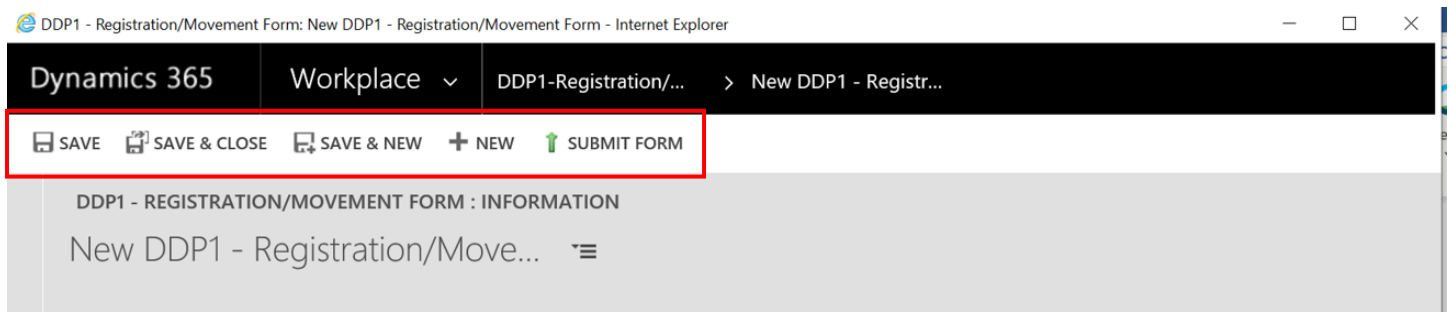 DDP1 - Registration/Movement Form: New DDP1 - Registration/Movement Form - Internet Explorer
Dynamics 365 Workplace DDP1-Registration/... > New DDP1 - Registr...
SAVE SAVE & CLOSE SAVE & NEW NEW SUBMIT FORM
DDP1 - REGISTRATION/MOVEMENT FORM : INFORMATION
New DDP1 - Registration/Move...